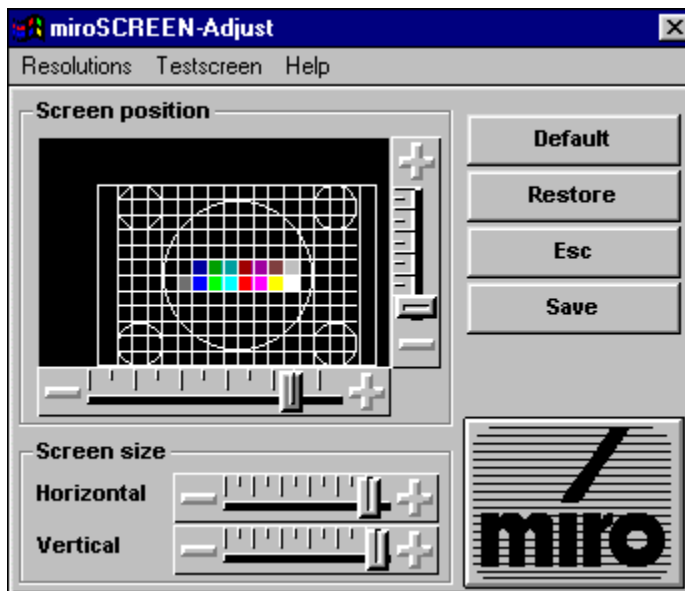 miroSCREEN-Adjust
Resolutions Testscreen Help
Screen position
Default
Restore
Esc
Save
Screen size
Horizontal
Vertical
miro